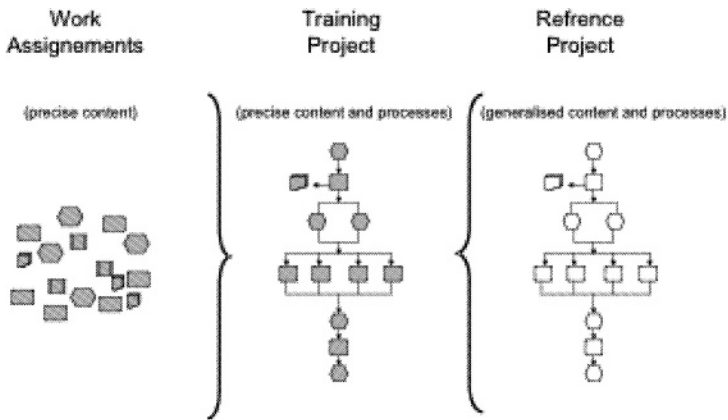 Work
Assignements
Training
Project
Refrence
Project
(precise content)
(precise content and processes)
(generalised content and processes)